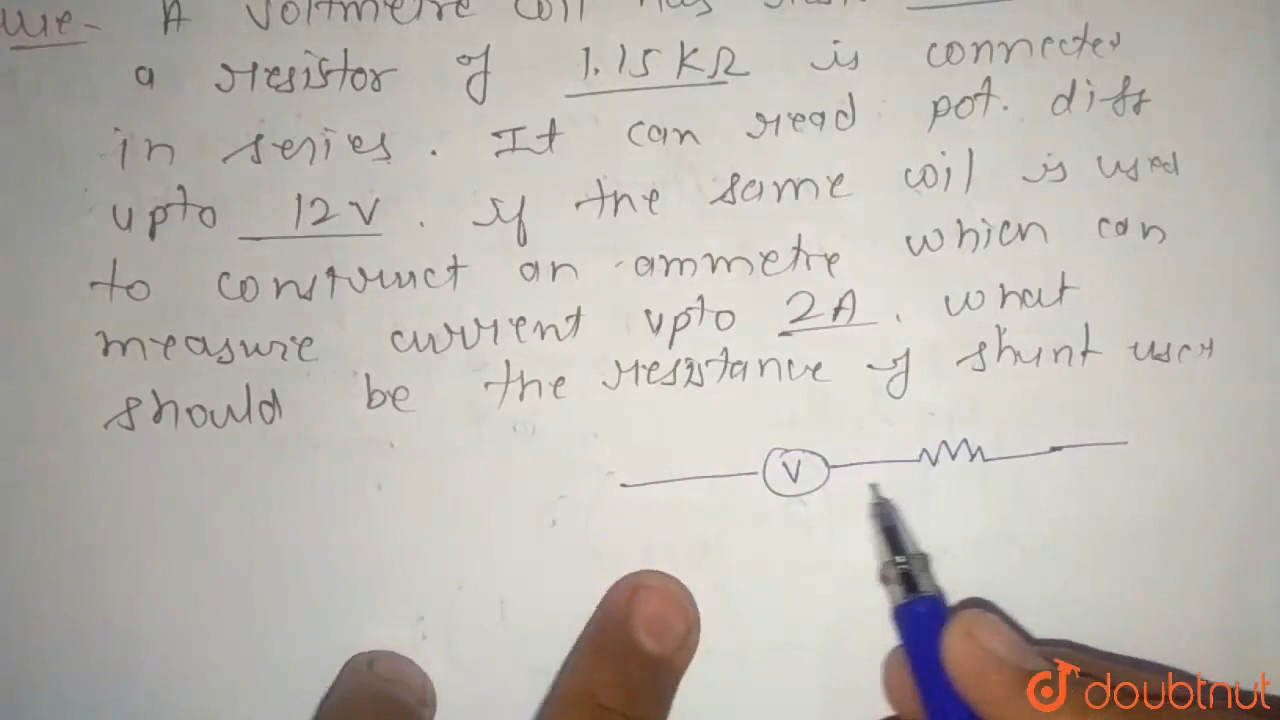 A voltmetre coil has
a resistor of 1.15 KΩ is connected
in series. It can read pot. diff
upto 12V. if the same coil is used
to construct an ammetre which can
measure current upto 2A. what
should be the resistance of shunt used
V
doubtnut